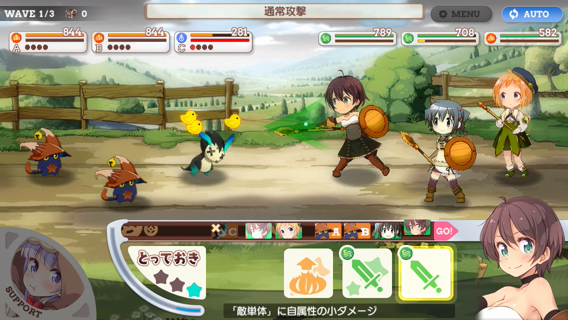 WAVE 1/3
0
通常攻撃
MENU
AUTO
844
844
281
789
708
582
A
B
C
C
A
B
GO!
とっておき
SUPPORT
「敵単体」に自属性の小ダメージ